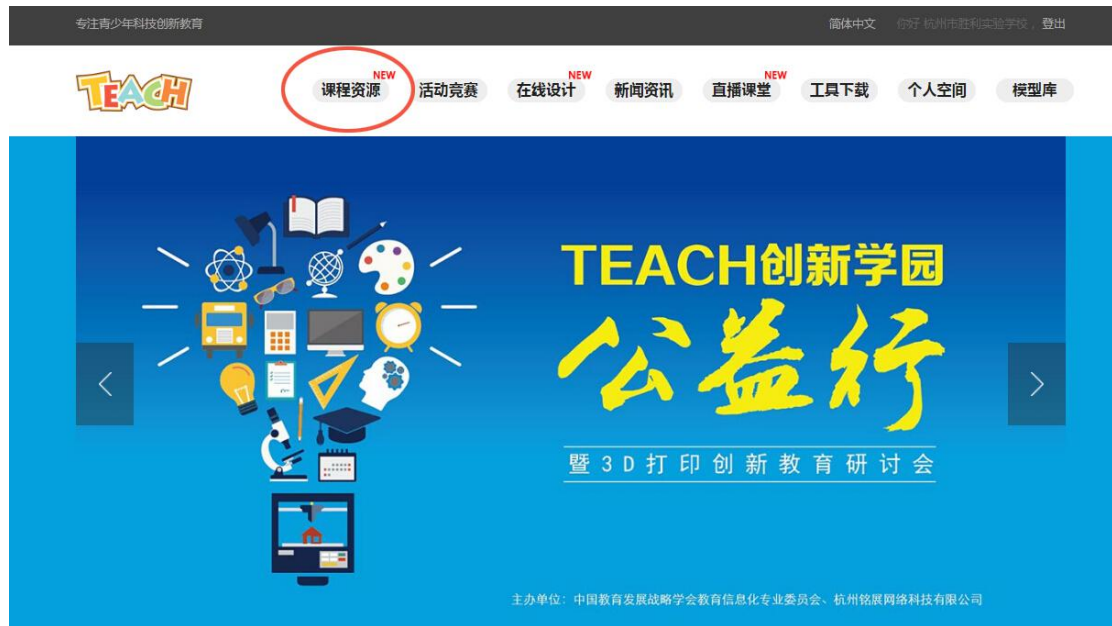 专注青少年科技创新教育
简体中文 你好 杭州市胜利实验学校， 登出
TEACH
课程资源 NEW 活动竞赛 在线设计 NEW 新闻资讯 直播课堂 NEW 工具下载 个人空间 模型库
TEACH创新学园
公益行
暨3D打印创新教育研讨会
主办单位：中国教育发展战略学会教育信息化专业委员会、杭州铭展网络科技有限公司